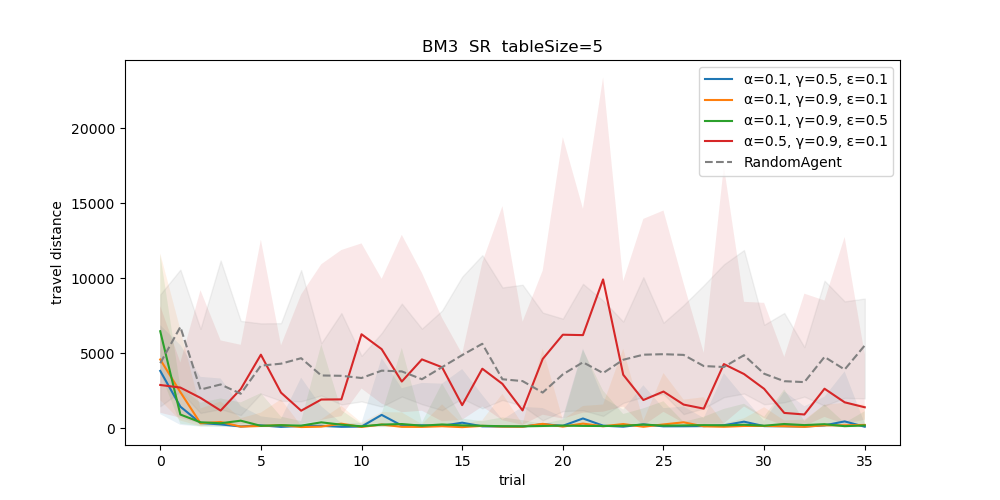 BM3  SR  tableSize=5
α=0.1, γ=0.5, ε=0.1
α=0.1, γ=0.9, ε=0.1
α=0.1, γ=0.9, ε=0.5
α=0.5, γ=0.9, ε=0.1
RandomAgent
travel distance
20000
15000
10000
5000
0
0 5 10 15 20 25 30 35
trial